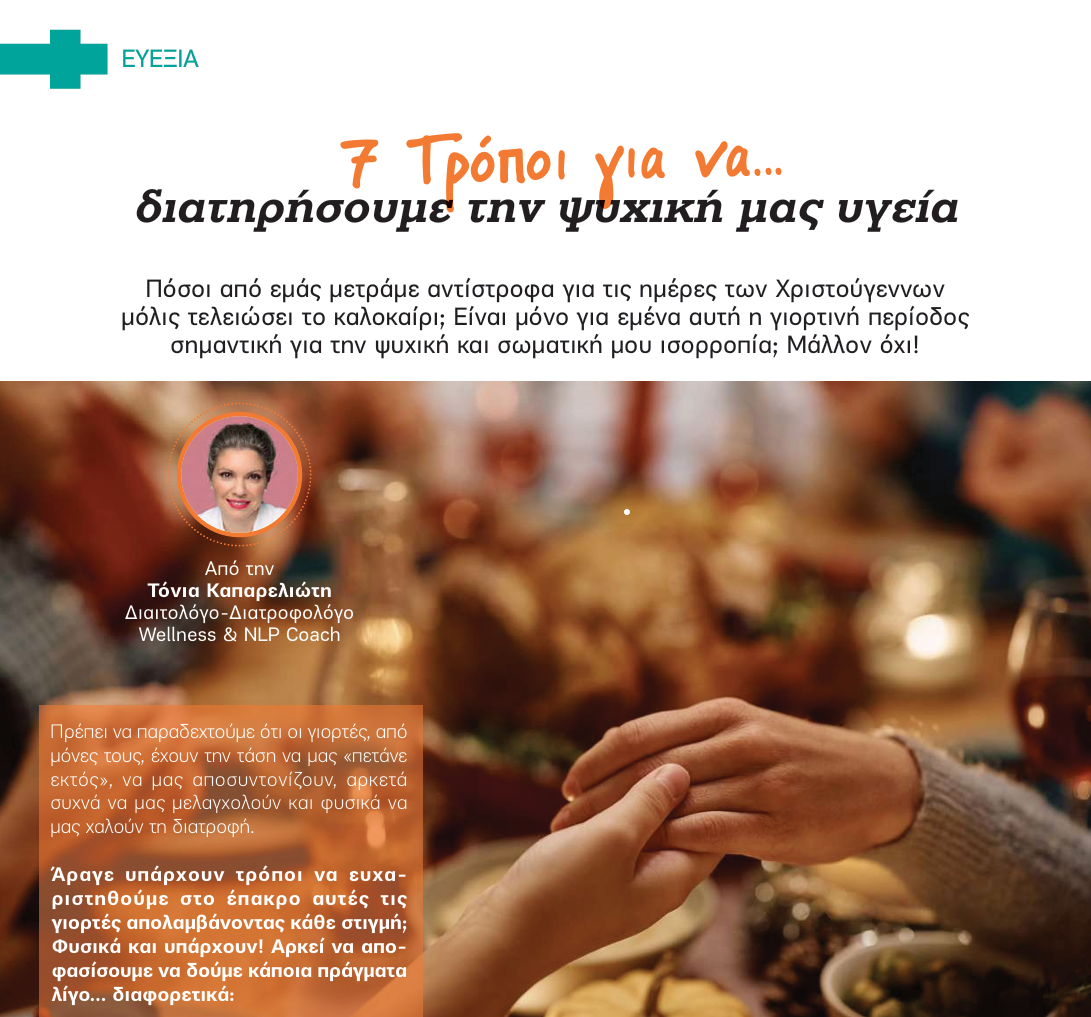 ΕΥΕΞΙΑ
7 Τρόποι για να...
διατηρήσουμε την ψυχική μας υγεία
Πόσοι από εμάς μετράμε αντίστροφα για τις ημέρες των Χριστούγεννων
μόλις τελειώσει το καλοκαίρι; Είναι μόνο για εμένα αυτή η γιορτινή περίοδος
σημαντική για την ψυχική και σωματική μου ισορροπία; Μάλλον όχι!
Από την
Τόνια Καπαρελιώτη
Διαιτολόγο-Διατροφολόγο
Wellness & NLP Coach
Πρέπει να παραδεχτούμε ότι οι γιορτές, από
μόνες τους, έχουν την τάση να μας «πετάνε
εκτός», να μας αποσυντονίζουν, αρκετά
συχνά να μας μελαγχολούν και φυσικά να
μας χαλούν τη διατροφή.
Άραγε υπάρχουν τρόποι να ευχα-
ριστηθούμε στο έπακρο αυτές τις
γιορτές απολαμβάνοντας κάθε στιγμή;
Φυσικά και υπάρχουν! Αρκεί να απο-
φασίσουμε να δούμε κάποια πράγματα
λίγο... διαφορετικά: